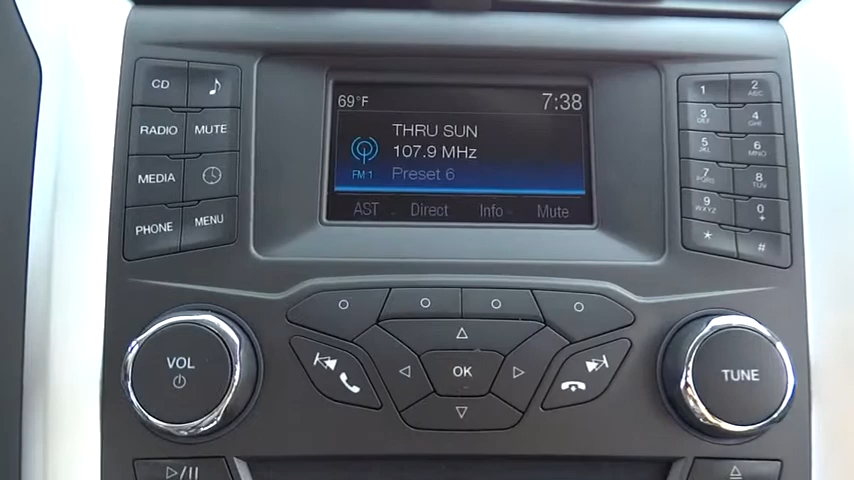 CD
RADIO
MUTE
MEDIA
PHONE
MENU
69°F
7:38
THRU SUN
107.9 MHz
FM 1
Preset 6
AST
Direct
Info
Mute
1
2 ABC
3 DEF
4 GHI
5 JKL
6 MNO
7 PQRS
8 TUV
9 WXYZ
0 +
*
#
VOL
OK
TUNE